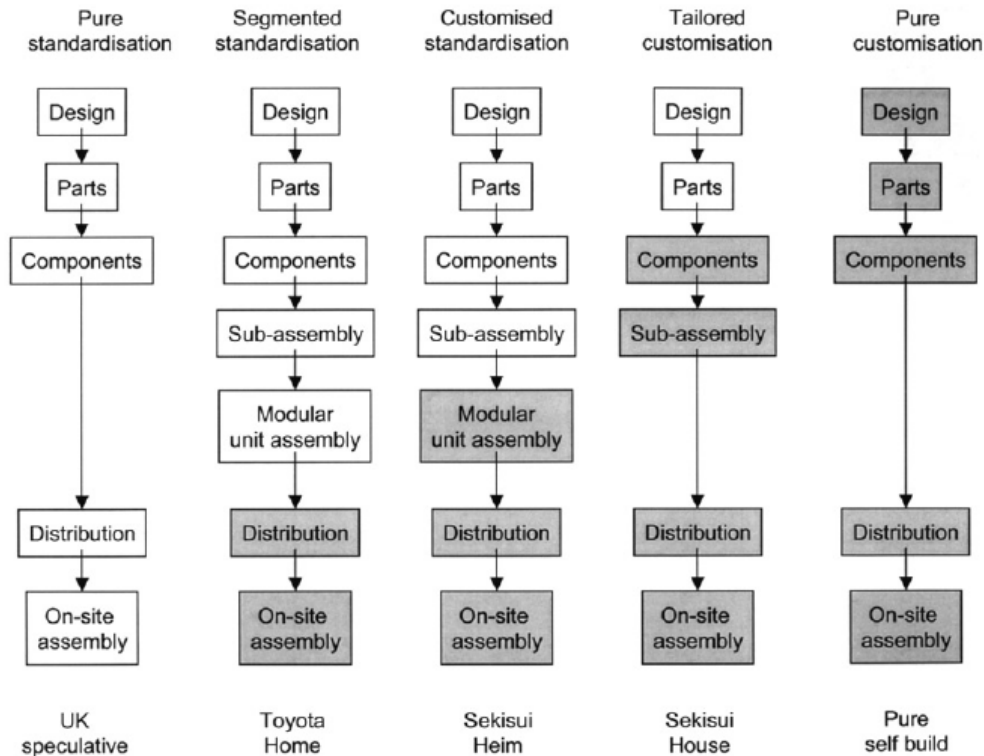 Pure
standardisation
Segmented
standardisation
Customised
standardisation
Tailored
customisation
Pure
customisation
Design
Design
Design
Design
Design
Parts
Parts
Parts
Parts
Parts
Components
Components
Components
Components
Components
Sub-assembly
Sub-assembly
Sub-assembly
Modular
unit assembly
Modular
unit assembly
Distribution
Distribution
Distribution
Distribution
Distribution
On-site
assembly
On-site
assembly
On-site
assembly
On-site
assembly
On-site
assembly
UK
speculative
Toyota
Home
Sekisui
Heim
Sekisui
House
Pure
self build